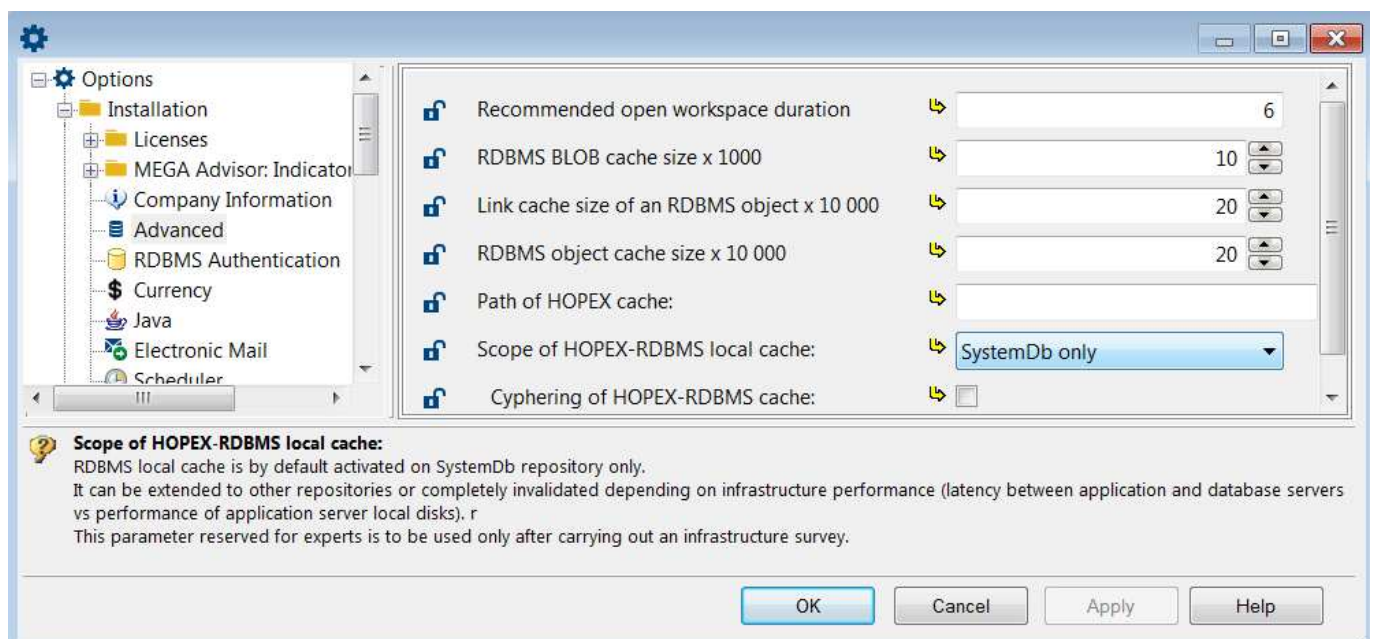 Options
Installation
Licenses
MEGA Advisor: Indicator
Company Information
Advanced
RDBMS Authentication
$ Currency
Java
Electronic Mail
Scheduler
Recommended open workspace duration 6
RDBMS BLOB cache size x 1000 10
Link cache size of an RDBMS object x 10 000 20
RDBMS object cache size x 10 000 20
Path of HOPEX cache:
Scope of HOPEX-RDBMS local cache: SystemDb only
Cyphering of HOPEX-RDBMS cache:
Scope of HOPEX-RDBMS local cache:
RDBMS local cache is by default activated on SystemDb repository only.
It can be extended to other repositories or completely invalidated depending on infrastructure performance (latency between application and database servers
vs performance of application server local disks). r
This parameter reserved for experts is to be used only after carrying out an infrastructure survey.
OK Cancel Apply Help